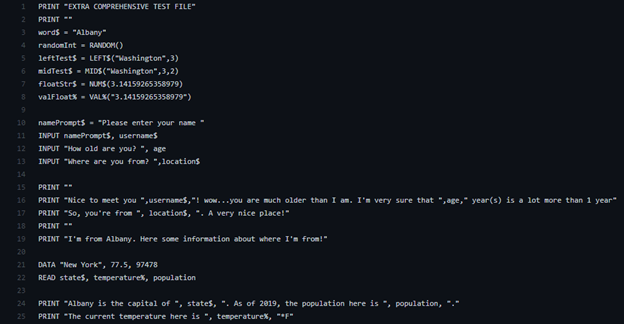 1 PRINT "EXTRA COMPREHENSIVE TEST FILE"
2 PRINT ""
3 word$ = "Albany"
4 randomInt = RANDOM()
5 leftTest$ = LEFT$("Washington",3)
6 midTest$ = MID$("Washington",3,2)
7 floatStr$ = NUM$(3.14159265358979)
8 valFloat% = VAL%("3.14159265358979")
9
10 namePrompt$ = "Please enter your name "
11 INPUT namePrompt$, username$
12 INPUT "How old are you? ", age
13 INPUT "Where are you from? ",location$
14
15 PRINT ""
16 PRINT "Nice to meet you ",username$,"! wow...you are much older than I am. I'm very sure that ",age," year(s) is a lot more than 1 year"
17 PRINT "So, you're from ", location$, ". A very nice place!"
18 PRINT ""
19 PRINT "I'm from Albany. Here some information about where I'm from!"
20
21 DATA "New York", 77.5, 97478
22 READ state$, temperature%, population
23
24 PRINT "Albany is the capital of ", state$, ". As of 2019, the population here is ", population, "."
25 PRINT "The current temperature here is ", temperature%, "*F"